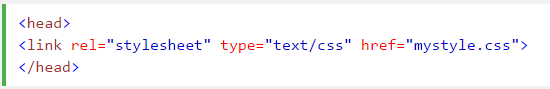 <head>
<link rel="stylesheet" type="text/css" href="mystyle.css">
</head>